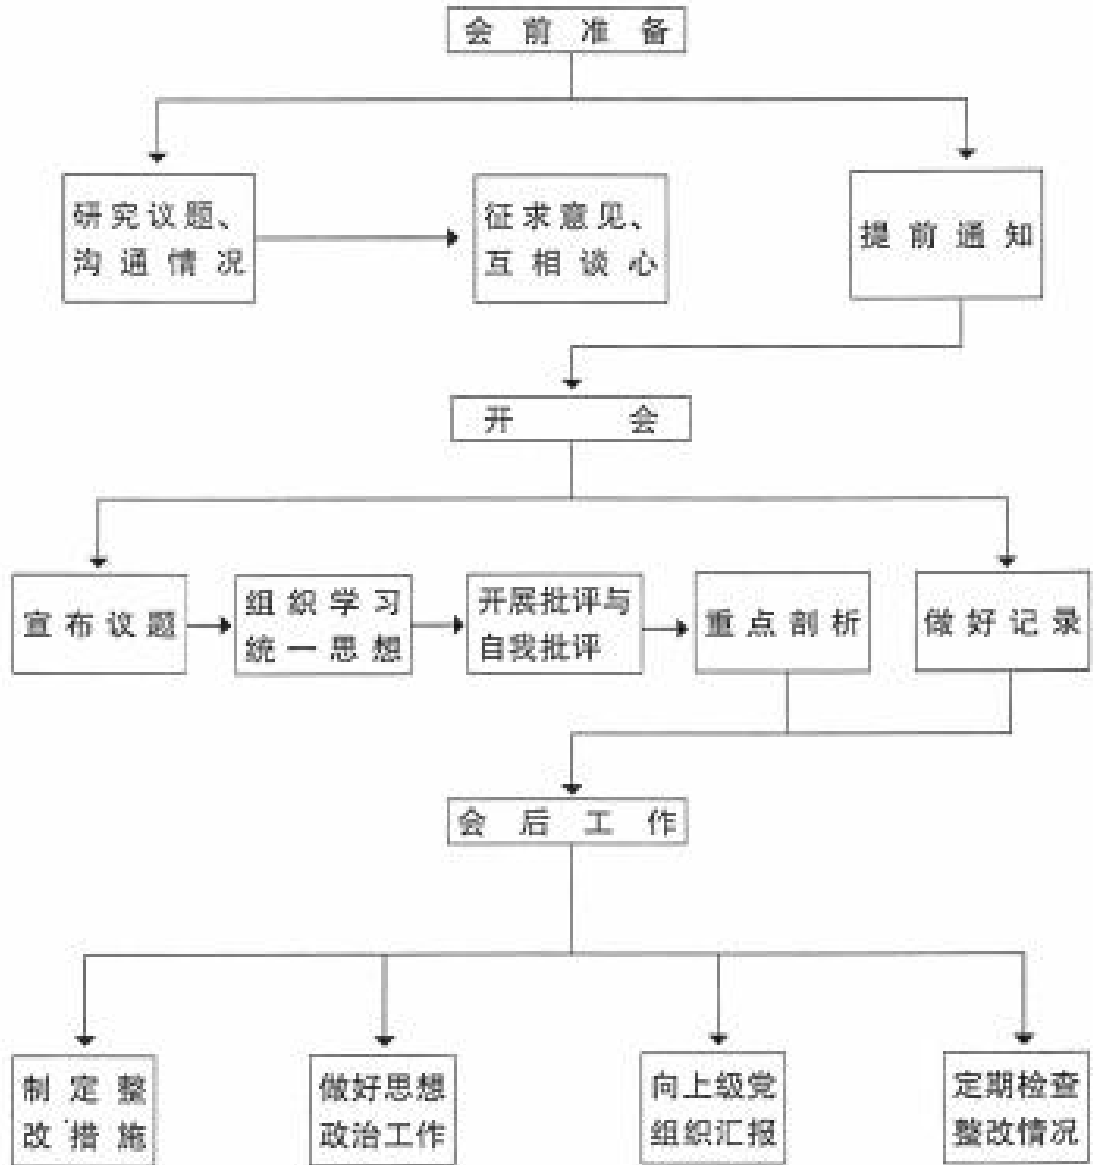 会前准备
研究议题、
沟通情况
征求意见、
互相谈心
提前通知
开会
宣布议题
组织学习
统一思想
开展批评与
自我批评
重点剖析
做好记录
会后工作
制定整
改措施
做好思想
政治工作
向上级党
组织汇报
定期检查
整改情况